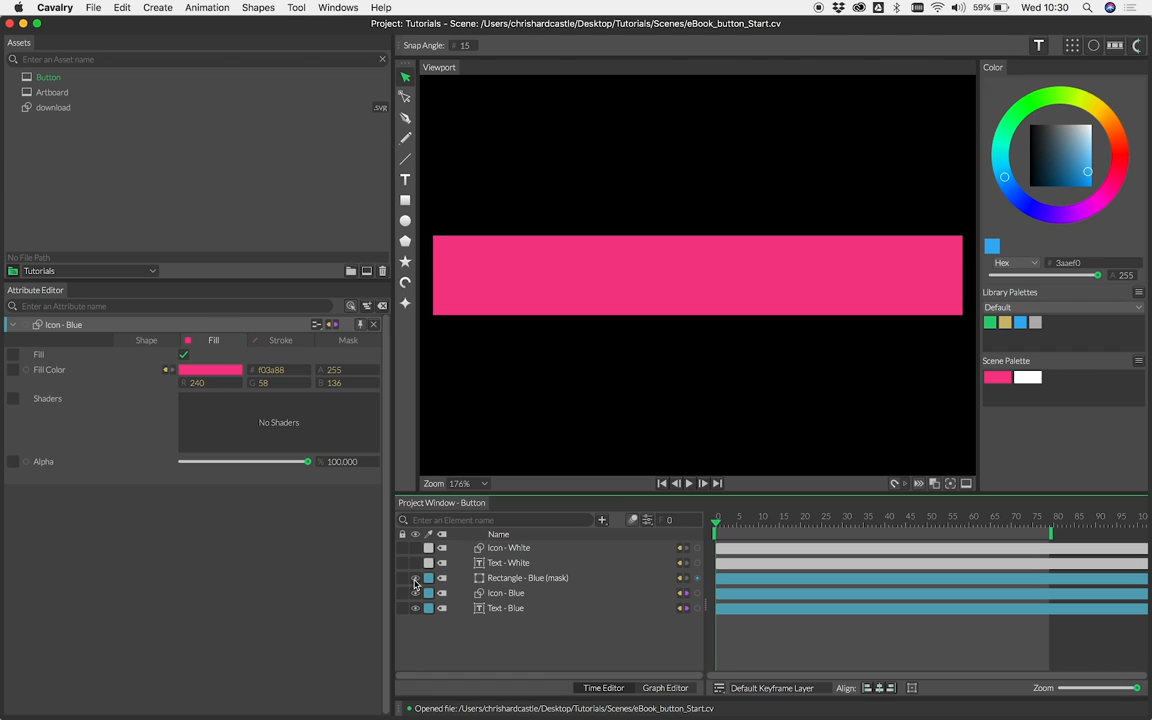 Cavalry File Edit Create Animation Shapes Tool Windows Help 59% Wed 10:30
Project: Tutorials - Scene: /Users/chrishardcastle/Desktop/Tutorials/Scenes/eBook_button_Start.cv
Assets
Enter an Asset name
Button
Artboard
download .svg
No File Path
Tutorials
Attribute Editor
Enter an Attribute name
Icon - Blue
Shape Fill Stroke Mask
Fill
Fill Color # f03a88 A 255
R 240 G 58 B 136
Shaders
No Shaders
Alpha % 100.000
Snap Angle: # 15
Viewport
Zoom 176%
Color
Hex # 3aaef0
A 255
Library Palettes
Default
Scene Palette
Project Window - Button
Enter an Element name F 0
0 5 10 15 20 25 30 35 40 45 50 55 60 65 70 75 80 85 90 95 10
Name
Icon - White
Text - White
Rectangle - Blue (mask)
Icon - Blue
Text - Blue
Time Editor Graph Editor Default Keyframe Layer Align: Zoom
Opened file: /Users/chrishardcastle/Desktop/Tutorials/Scenes/eBook_button_Start.cv